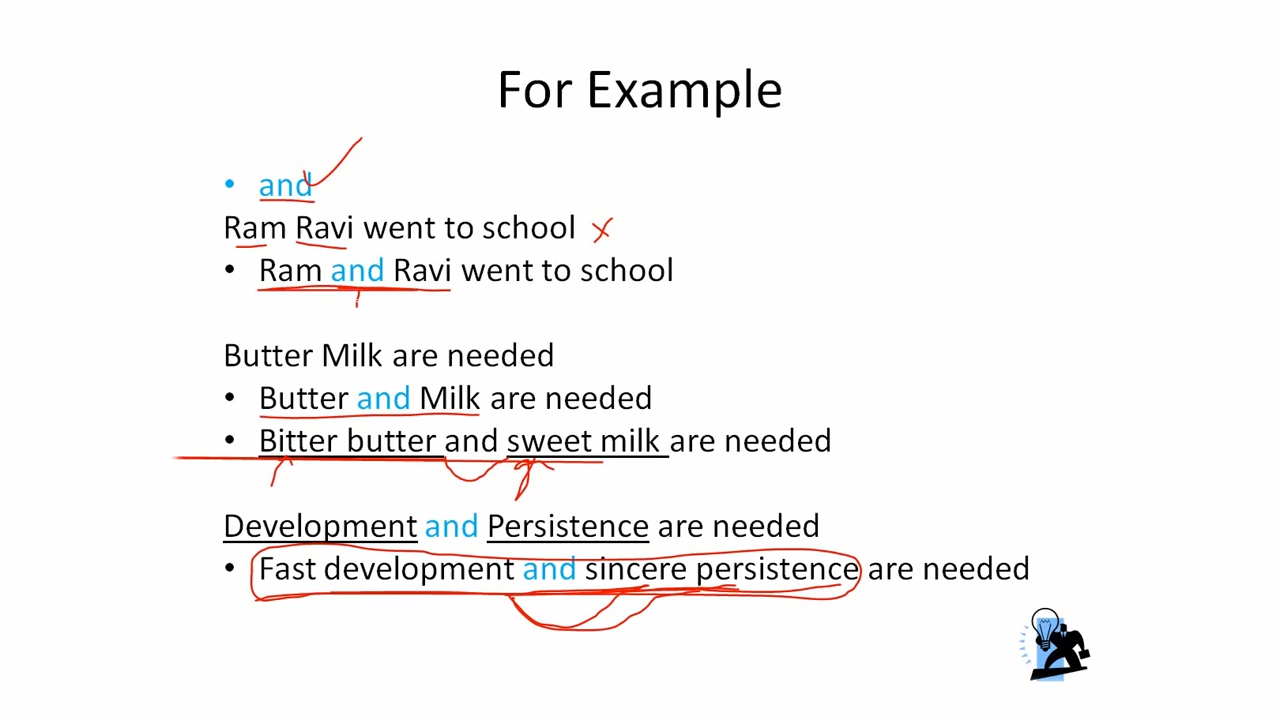 For Example
• and
Ram Ravi went to school x
• Ram and Ravi went to school
Butter Milk are needed
• Butter and Milk are needed
• Bitter butter and sweet milk are needed
Development and Persistence are needed
• Fast development and sincere persistence are needed